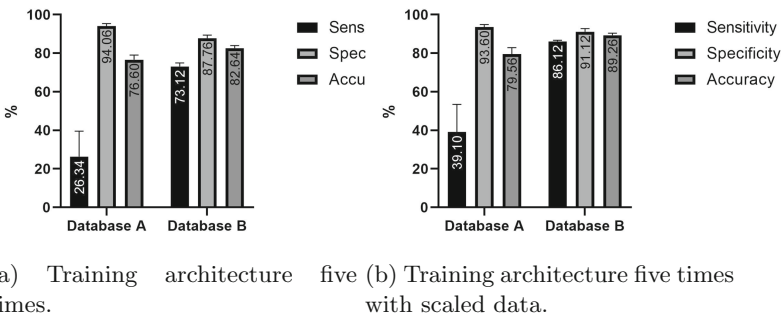 100
80
60
40
20
0
%
26.34
94.06
76.60
73.12
87.76
82.64
Database A Database B
Sens
Spec
Accu
100
80
60
40
20
0
%
39.10
93.60
79.56
86.12
91.12
89.26
Database A Database B
Sensitivity
Specificity
Accuracy
a) Training architecture five
imes.
(b) Training architecture five times
with scaled data.